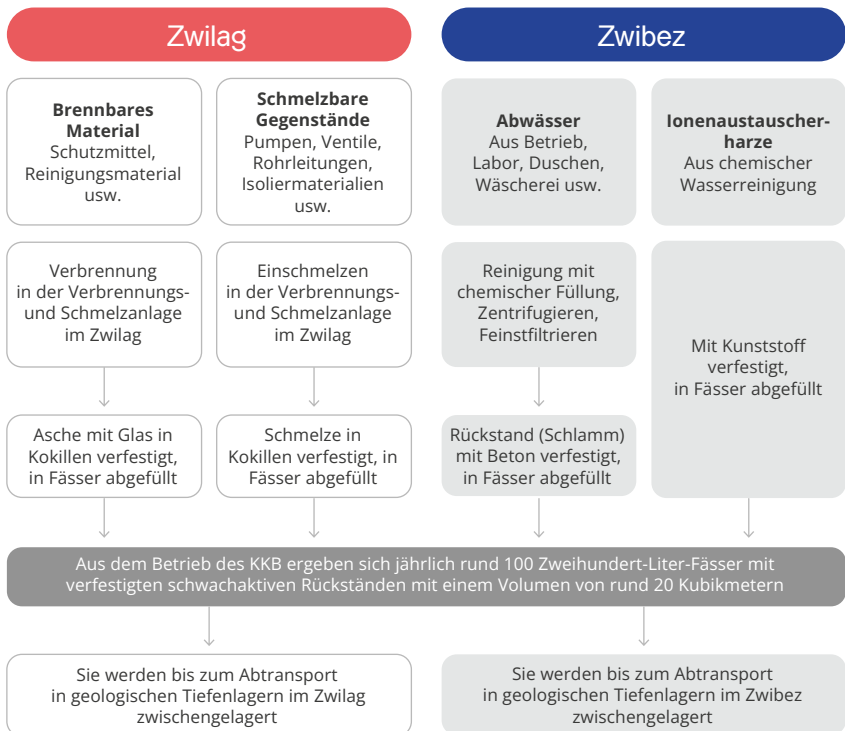 Zwilag
Zwibez
Brennbares
Material
Schutzmittel,
Reinigungsmaterial
usw.
Schmelzbare
Gegenstände
Pumpen, Ventile,
Rohrleitungen,
Isoliermaterialien
usw.
Abwässer
Aus Betrieb,
Labor, Duschen,
Wäscherei usw.
Ionenaustauscher-
harze
Aus chemischer
Wasserreinigung
Verbrennung
in der Verbrennungs-
und Schmelzanlage
im Zwilag
Einschmelzen
in der Verbrennungs-
und Schmelzanlage
im Zwilag
Reinigung mit
chemischer Füllung,
Zentrifugieren,
Feinstfiltrieren
Mit Kunststoff
verfestigt,
in Fässer abgefüllt
Asche mit Glas in
Kokillen verfestigt,
in Fässer abgefüllt
Schmelze in
Kokillen verfestigt, in
Fässer abgefüllt
Rückstand (Schlamm)
mit Beton verfestigt,
in Fässer abgefüllt
Aus dem Betrieb des KKB ergeben sich jährlich rund 100 Zweihundert-Liter-Fässer mit
verfestigten schwachaktiven Rückständen mit einem Volumen von rund 20 Kubikmetern
Sie werden bis zum Abtransport
in geologischen Tiefenlagern im Zwilag
zwischengelagert
Sie werden bis zum Abtransport
in geologischen Tiefenlagern im Zwibez
zwischengelagert